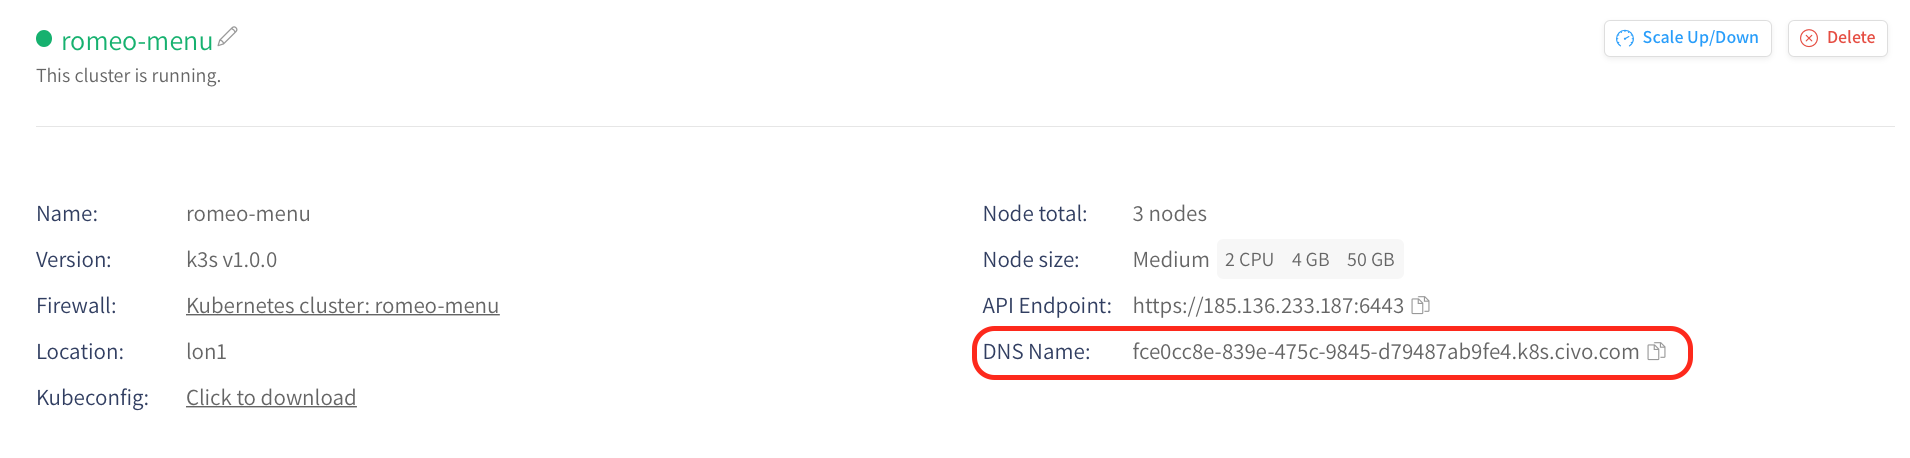 romeo-menu
Scale Up/Down
Delete
This cluster is running.
Name: romeo-menu
Version: k3s v1.0.0
Firewall: Kubernetes cluster: romeo-menu
Location: lon1
Kubeconfig: Click to download
Node total: 3 nodes
Node size: Medium 2 CPU 4 GB 50 GB
API Endpoint: https://185.136.233.187:6443
DNS Name: fce0cc8e-839e-475c-9845-d79487ab9fe4.k8s.civo.com